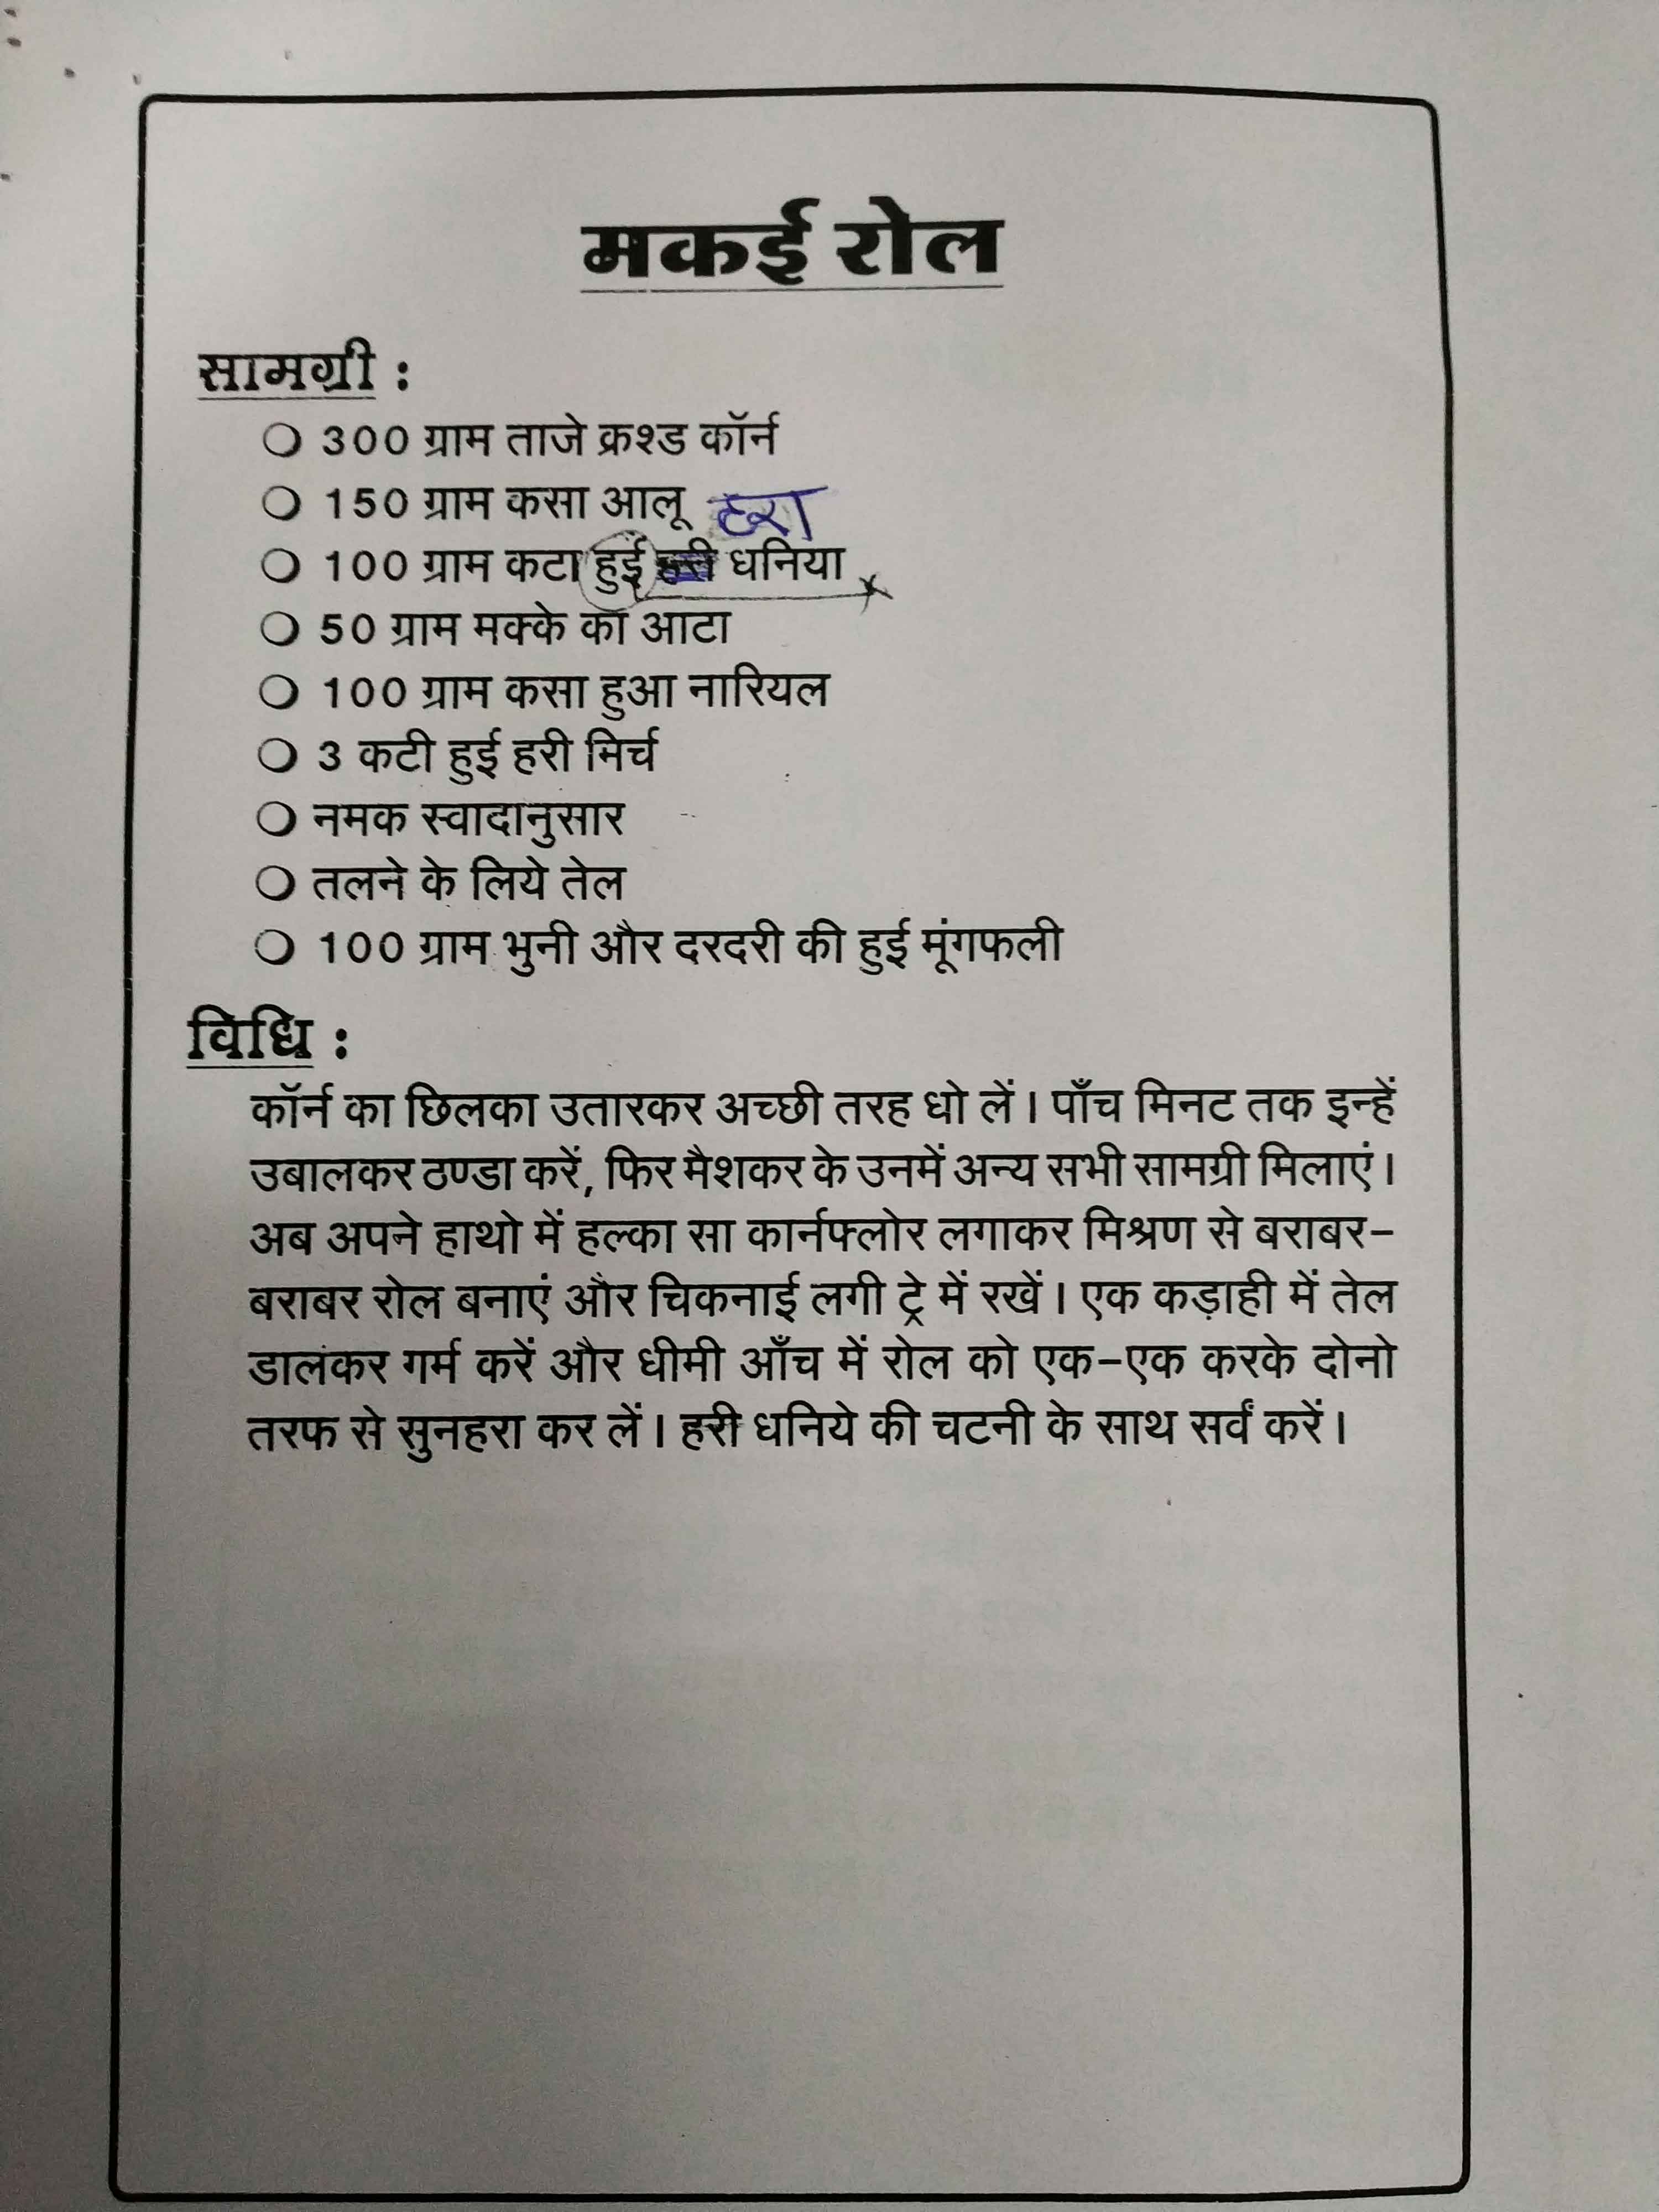 मकई रोल
सामग्री :
300 ग्राम ताजे क्रश्ड कॉर्न
150 ग्राम कसा आलू
हरा
100 ग्राम कटा हुई हरी धनिया
50 ग्राम मक्के का आटा
100 ग्राम कसा हुआ नारियल
3 कटी हुई हरी मिर्च
नमक स्वादानुसार
तलने के लिये तेल
100 ग्राम भुनी और दरदरी की हुई मूंगफली
विधि :
कॉर्न का छिलका उतारकर अच्छी तरह धो लें। पाँच मिनट तक इन्हें
उबालकर ठण्डा करें, फिर मैशकर के उनमें अन्य सभी सामग्री मिलाएं।
अब अपने हाथो में हल्का सा कार्नफ्लोर लगाकर मिश्रण से बराबर-
बराबर रोल बनाएं और चिकनाई लगी ट्रे में रखें। एक कड़ाही में तेल
डालकर गर्म करें और धीमी आँच में रोल को एक-एक करके दोनो
तरफ से सुनहरा कर लें। हरी धनिये की चटनी के साथ सर्वं करें।